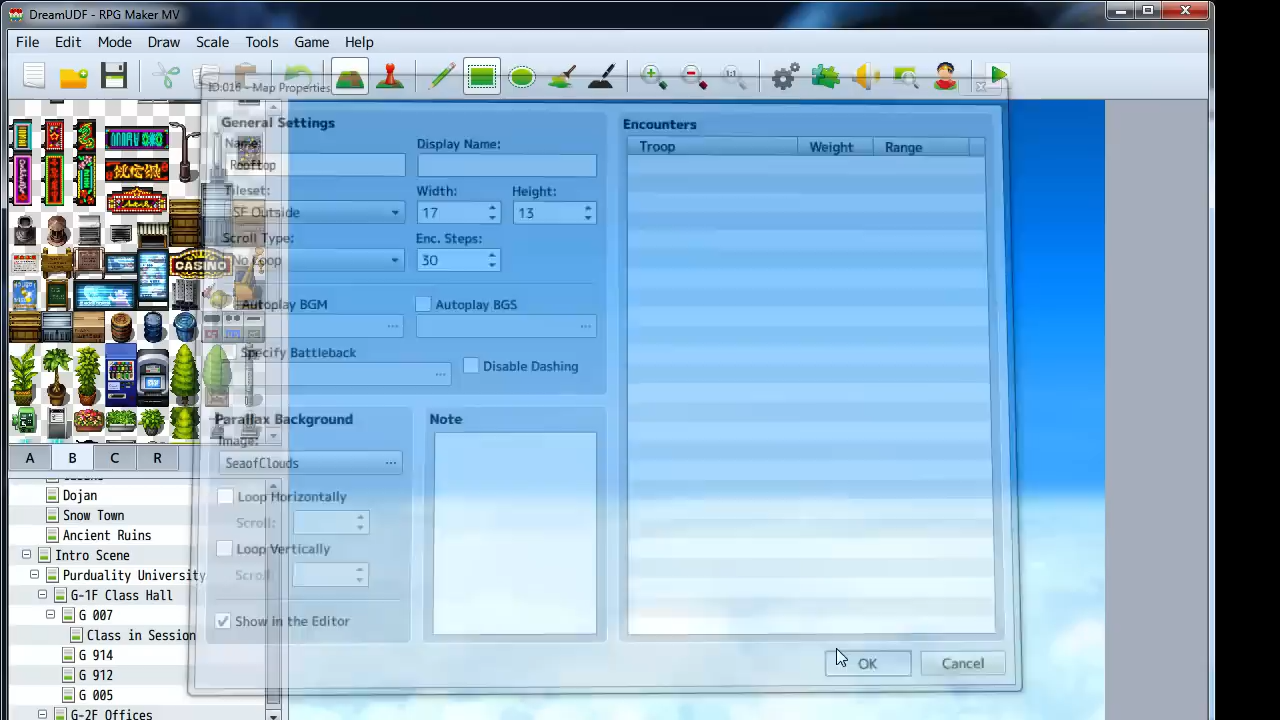 DreamUDF - RPG Maker MV
File Edit Mode Draw Scale Tools Game Help
ID:016 - Map Properties
General Settings
Name:
Rooftop
Display Name:
Tileset:
SF Outside
Width:
17
Height:
13
Scroll Type:
No Loop
Enc. Steps:
30
Autoplay BGM
Autoplay BGS
Specify Battleback
Disable Dashing
Parallax Background
Image:
SeaofClouds
Loop Horizontally
Scroll:
Loop Vertically
Scroll:
Show in the Editor
Note
Encounters
Troop Weight Range
OK Cancel
CASINO
A B C R
Dojan
Snow Town
Ancient Ruins
Intro Scene
Purduality University
G-1F Class Hall
G 007
Class in Session
G 914
G 912
G 005
G-2F Offices